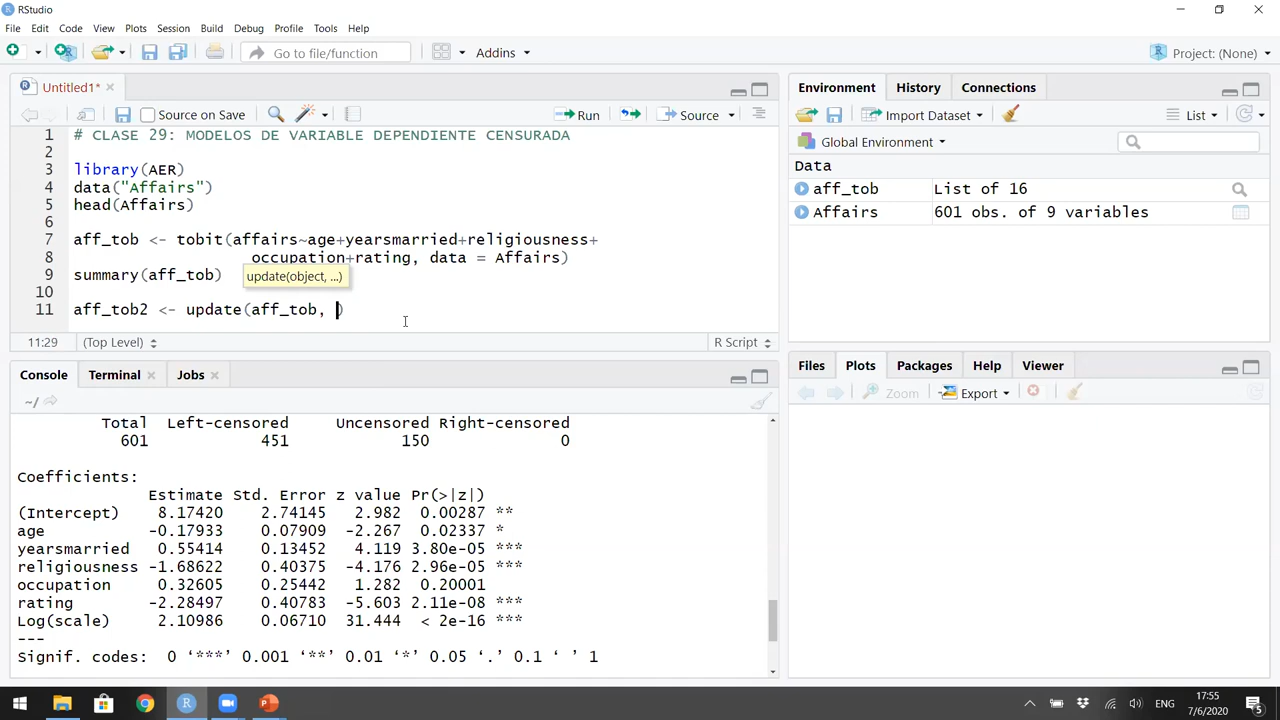 RStudio
File Edit Code View Plots Session Build Debug Profile Tools Help
Go to file/function Addins Project: (None)
Untitled1*
Source on Save Run Source
1 # CLASE 29: MODELOS DE VARIABLE DEPENDIENTE CENSURADA
2
3 library(AER)
4 data("Affairs")
5 head(Affairs)
6
7 aff_tob <- tobit(affairs~age+yearsmarried+religiousness+
8 occupation+rating, data = Affairs)
9 summary(aff_tob)
update(object, ...)
10
11 aff_tob2 <- update(aff_tob, )
11:29 (Top Level) R Script
Console Terminal Jobs
~/
Total Left-censored Uncensored Right-censored
601 451 150 0
Coefficients:
Estimate Std. Error z value Pr(>|z|)
(Intercept) 8.17420 2.74145 2.982 0.00287 **
age -0.17933 0.07909 -2.267 0.02337 *
yearsmarried 0.55414 0.13452 4.119 3.80e-05 ***
religiousness -1.68622 0.40375 -4.176 2.96e-05 ***
occupation 0.32605 0.25442 1.282 0.20001
rating -2.28497 0.40783 -5.603 2.11e-08 ***
Log(scale) 2.10986 0.06710 31.444 < 2e-16 ***
---
Signif. codes: 0 ‘***’ 0.001 ‘**’ 0.01 ‘*’ 0.05 ‘.’ 0.1 ‘ ’ 1
Environment History Connections
Import Dataset List
Global Environment
Data
aff_tob List of 16
Affairs 601 obs. of 9 variables
Files Plots Packages Help Viewer
Zoom Export
ENG 17:55
7/6/2020 5